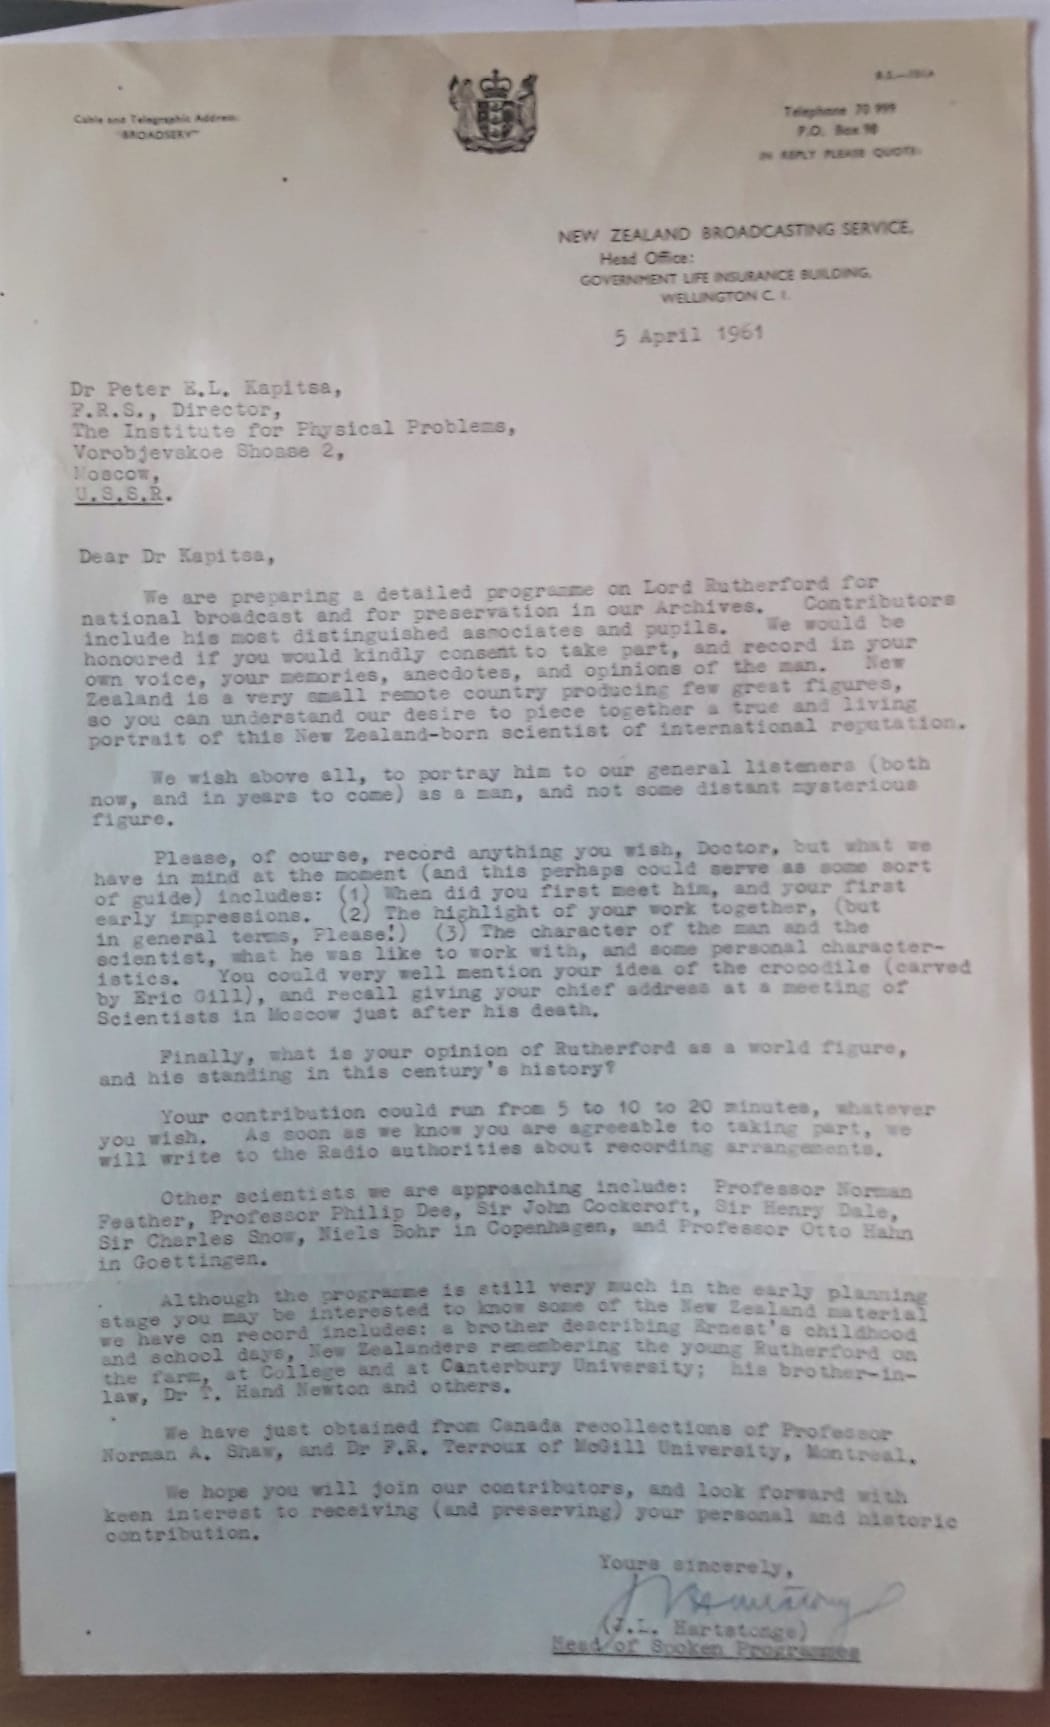 Cable and Telegraphic Address:
"BROADSERV"
Telephone 70 999
P.O. Box 98
IN REPLY PLEASE QUOTE:
NEW ZEALAND BROADCASTING SERVICE,
Head Office:
GOVERNMENT LIFE INSURANCE BUILDING,
WELLINGTON C. 1.
5 April 1961
Dr Peter E.L. Kapitsa,
F.R.S., Director,
The Institute for Physical Problems,
Vorobjevskoe Shosse 2,
Moscow,
U.S.S.R.
Dear Dr Kapitsa,
We are preparing a detailed programme on Lord Rutherford for
national broadcast and for preservation in our Archives. Contributors
include his most distinguished associates and pupils. We would be
honoured if you would kindly consent to take part, and record in your
own voice, your memories, anecdotes, and opinions of the man. New
Zealand is a very small remote country producing few great figures,
so you can understand our desire to piece together a true and living
portrait of this New Zealand-born scientist of international reputation.
We wish above all, to portray him to our general listeners (both
now, and in years to come) as a man, and not some distant mysterious
figure.
Please, of course, record anything you wish, Doctor, but what we
have in mind at the moment (and this perhaps could serve as some sort
of guide) includes: (1) When did you first meet him, and your first
early impressions. (2) The highlight of your work together, (but
in general terms, Please!) (3) The character of the man and the
scientist, what he was like to work with, and some personal character-
istics. You could very well mention your idea of the crocodile (carved
by Eric Gill), and recall giving your chief address at a meeting of
Scientists in Moscow just after his death.
Finally, what is your opinion of Rutherford as a world figure,
and his standing in this century's history?
Your contribution could run from 5 to 10 to 20 minutes, whatever
you wish. As soon as we know you are agreeable to taking part, we
will write to the Radio authorities about recording arrangements.
Other scientists we are approaching include: Professor Norman
Feather, Professor Philip Dee, Sir John Cockcroft, Sir Henry Dale,
Sir Charles Snow, Niels Bohr in Copenhagen, and Professor Otto Hahn
in Goettingen.
Although the programme is still very much in the early planning
stage you may be interested to know some of the New Zealand material
we have on record includes: a brother describing Ernest's childhood
and school days, New Zealanders remembering the young Rutherford on
the farm, at College and at Canterbury University; his brother-in-
law, Dr T. Hand Newton and others.
We have just obtained from Canada recollections of Professor
Norman A. Shaw, and Dr F.R. Terroux of McGill University, Montreal.
We hope you will join our contributors, and look forward with
keen interest to receiving (and preserving) your personal and historic
contribution.
Yours sincerely,
(J.L. Hartstonge)
Head of Spoken Programmes